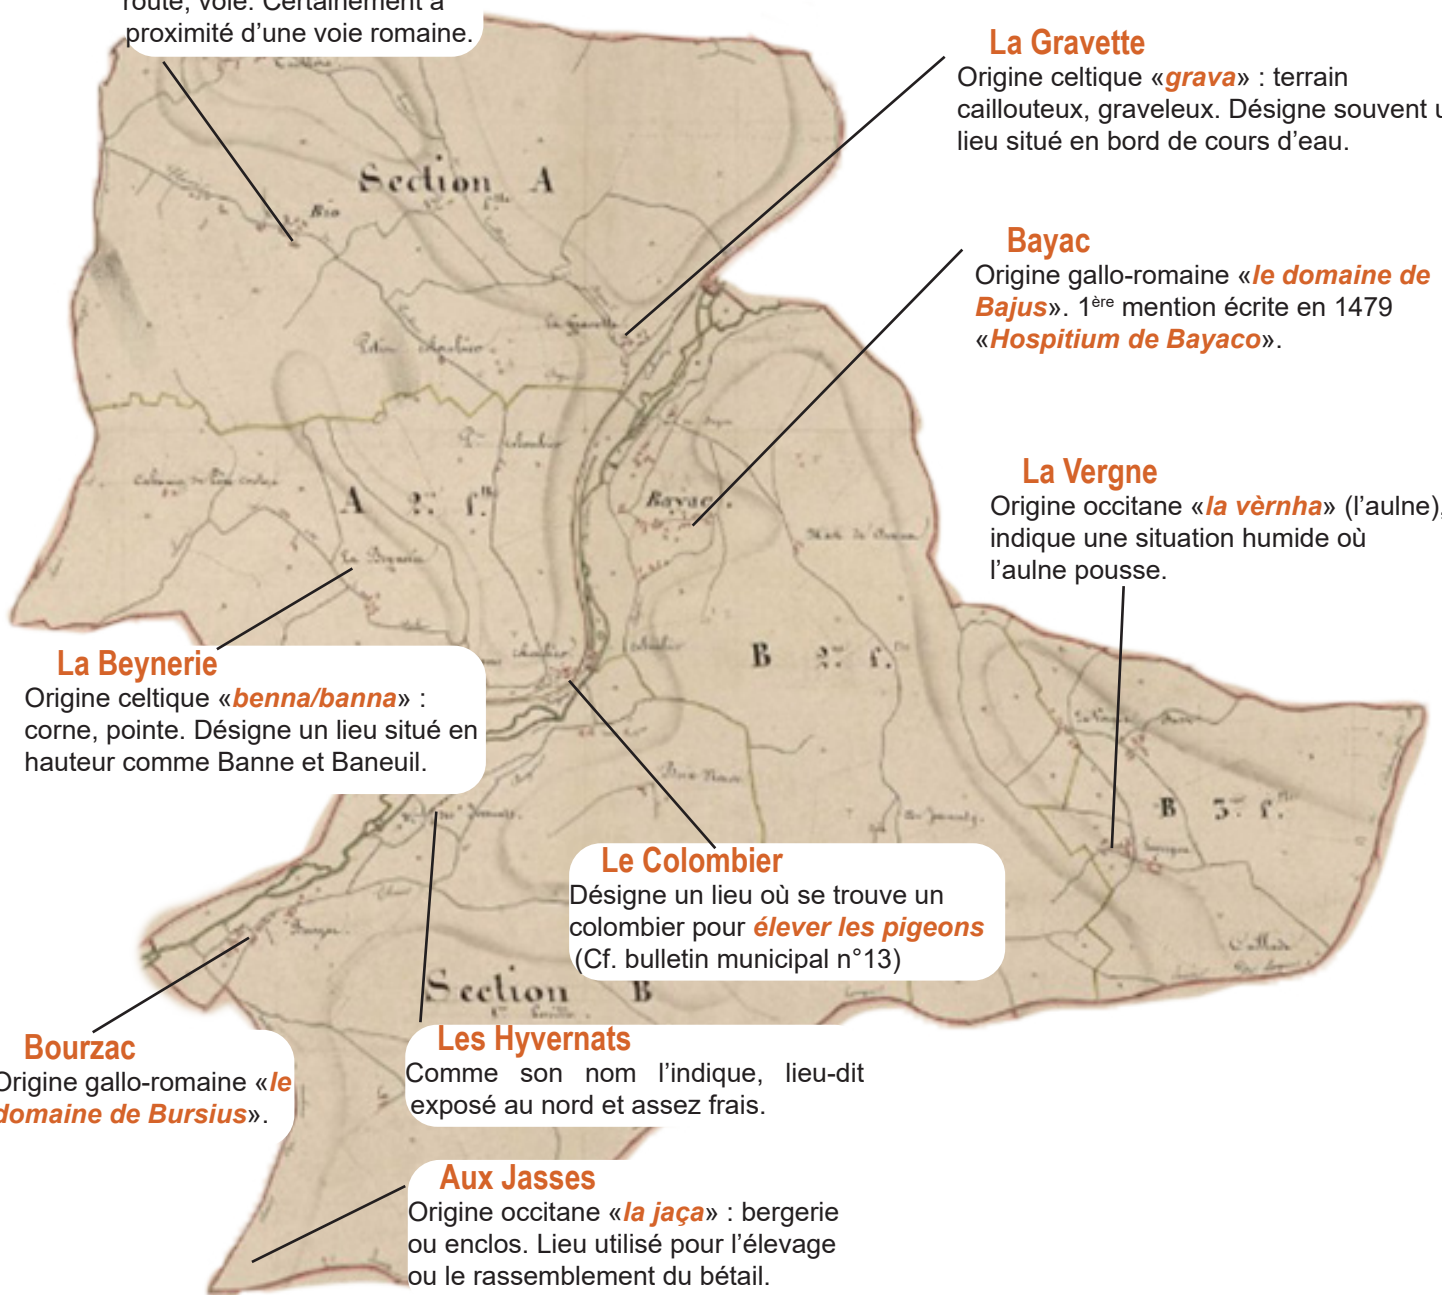 route, voie. Certainement à
proximité d'une voie romaine.
La Gravette
Origine celtique «grava» : terrain
caillouteux, graveleux. Désigne souvent u
lieu situé en bord de cours d'eau.
Section A
Bio
Bayac
Origine gallo-romaine «le domaine de
Bajus». 1ère mention écrite en 1479
«Hospitium de Bayaco».
La Gravette
A 2. f.
Bayac.
La Vergne
Origine occitane «la vèrnha» (l'aulne),
indique une situation humide où
l'aulne pousse.
B 2. f.
La Beynerie
Origine celtique «benna/banna» :
corne, pointe. Désigne un lieu situé en
hauteur comme Banne et Baneuil.
B 3. f.
Le Colombier
Désigne un lieu où se trouve un
colombier pour élever les pigeons
(Cf. bulletin municipal n°13)
Section B
Bourzac
Origine gallo-romaine «le
domaine de Bursius».
Les Hyvernats
Comme son nom l'indique, lieu-dit
exposé au nord et assez frais.
Aux Jasses
Origine occitane «la jaça» : bergerie
ou enclos. Lieu utilisé pour l'élevage
ou le rassemblement du bétail.